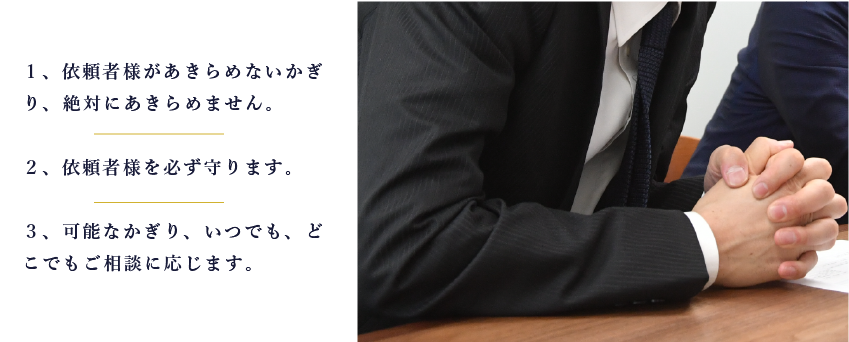 １、依頼者様があきらめないかぎ
り、絶対にあきらめません。
２、依頼者様を必ず守ります。
３、可能なかぎり、いつでも、ど
こでもご相談に応じます。